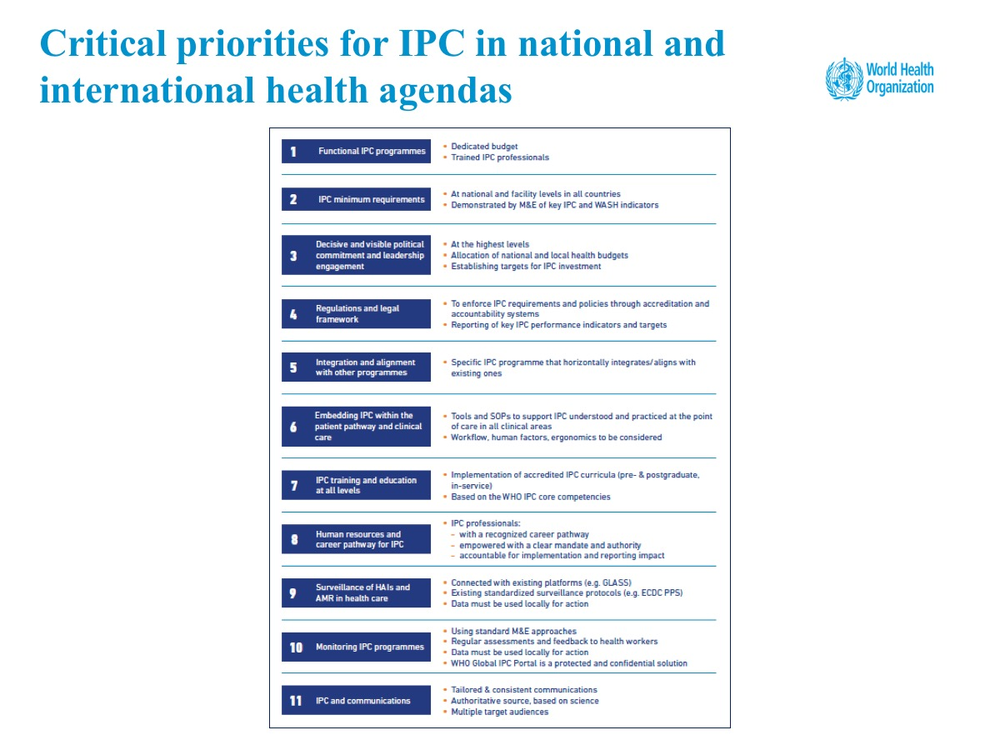 Critical priorities for IPC in national and
international health agendas
World Health
Organization
1 Functional IPC programmes
• Dedicated budget
• Trained IPC professionals
2 IPC minimum requirements
• At national and facility levels in all countries
• Demonstrated by M&E of key IPC and WASH indicators
3 Decisive and visible political
commitment and leadership
engagement
• At the highest levels
• Allocation of national and local health budgets
• Establishing targets for IPC investment
4 Regulations and legal
framework
• To enforce IPC requirements and policies through accreditation and
accountability systems
• Reporting of key IPC performance indicators and targets
5 Integration and alignment
with other programmes
• Specific IPC programme that horizontally integrates/aligns with
existing ones
6 Embedding IPC within the
patient pathway and clinical
care
• Tools and SOPs to support IPC understood and practiced at the point
of care in all clinical areas
• Workflow, human factors, ergonomics to be considered
7 IPC training and education
at all levels
• Implementation of accredited IPC curricula (pre- & postgraduate,
in-service)
• Based on the WHO IPC core competencies
8 Human resources and
career pathway for IPC
• IPC professionals:
– with a recognized career pathway
– empowered with a clear mandate and authority
– accountable for implementation and reporting impact
9 Surveillance of HAIs and
AMR in health care
• Connected with existing platforms (e.g. GLASS)
• Existing standardized surveillance protocols (e.g. ECDC PPS)
• Data must be used locally for action
10 Monitoring IPC programmes
• Using standard M&E approaches
• Regular assessments and feedback to health workers
• Data must be used locally for action
• WHO Global IPC Portal is a protected and confidential solution
11 IPC and communications
• Tailored & consistent communications
• Authoritative source, based on science
• Multiple target audiences